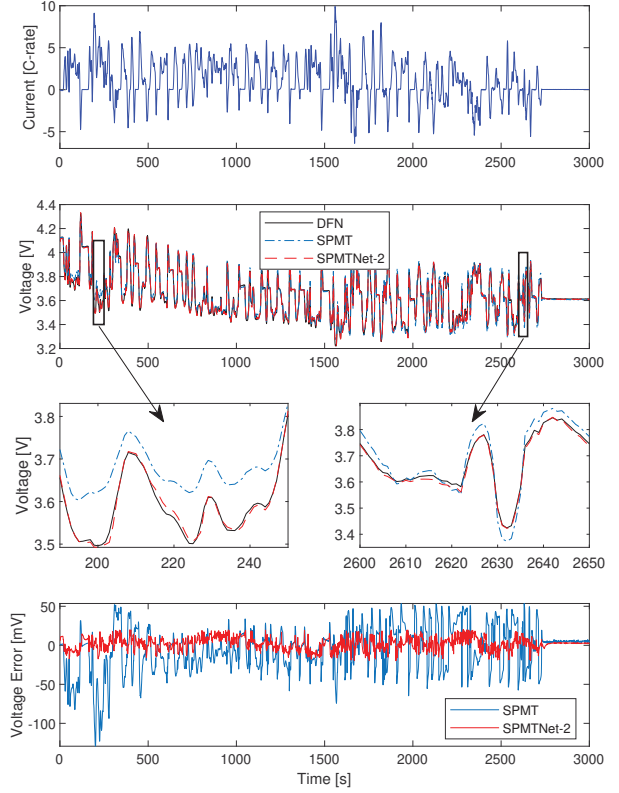 10
5
0
-5
Current [C-rate]
0 500 1000 1500 2000 2500 3000
4.4
4.2
4
3.8
3.6
3.4
3.2
Voltage [V]
DFN
SPMT
SPMTNet-2
0 500 1000 1500 2000 2500 3000
3.8
3.7
3.6
3.5
Voltage [V]
200 220 240
3.8
3.7
3.6
3.5
3.4
2600 2610 2620 2630 2640 2650
50
0
-50
-100
Voltage Error [mV]
SPMT
SPMTNet-2
0 500 1000 1500 2000 2500 3000
Time [s]